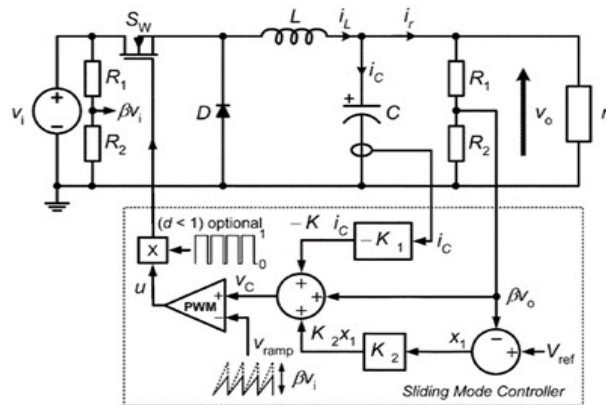 S_W
L
i_L
i_r
R_1
v_i
βv_i
R_2
D
i_C
+
C
R_1
R_2
v_o
r
(d < 1) optional
1
0
X
u
PWM
+
−
v_C
v_ramp
βv_i
−K i_C
−K_1
i_C
+
+
+
βv_o
K_2x_1
K_2
x_1
−
+
V_ref
Sliding Mode Controller